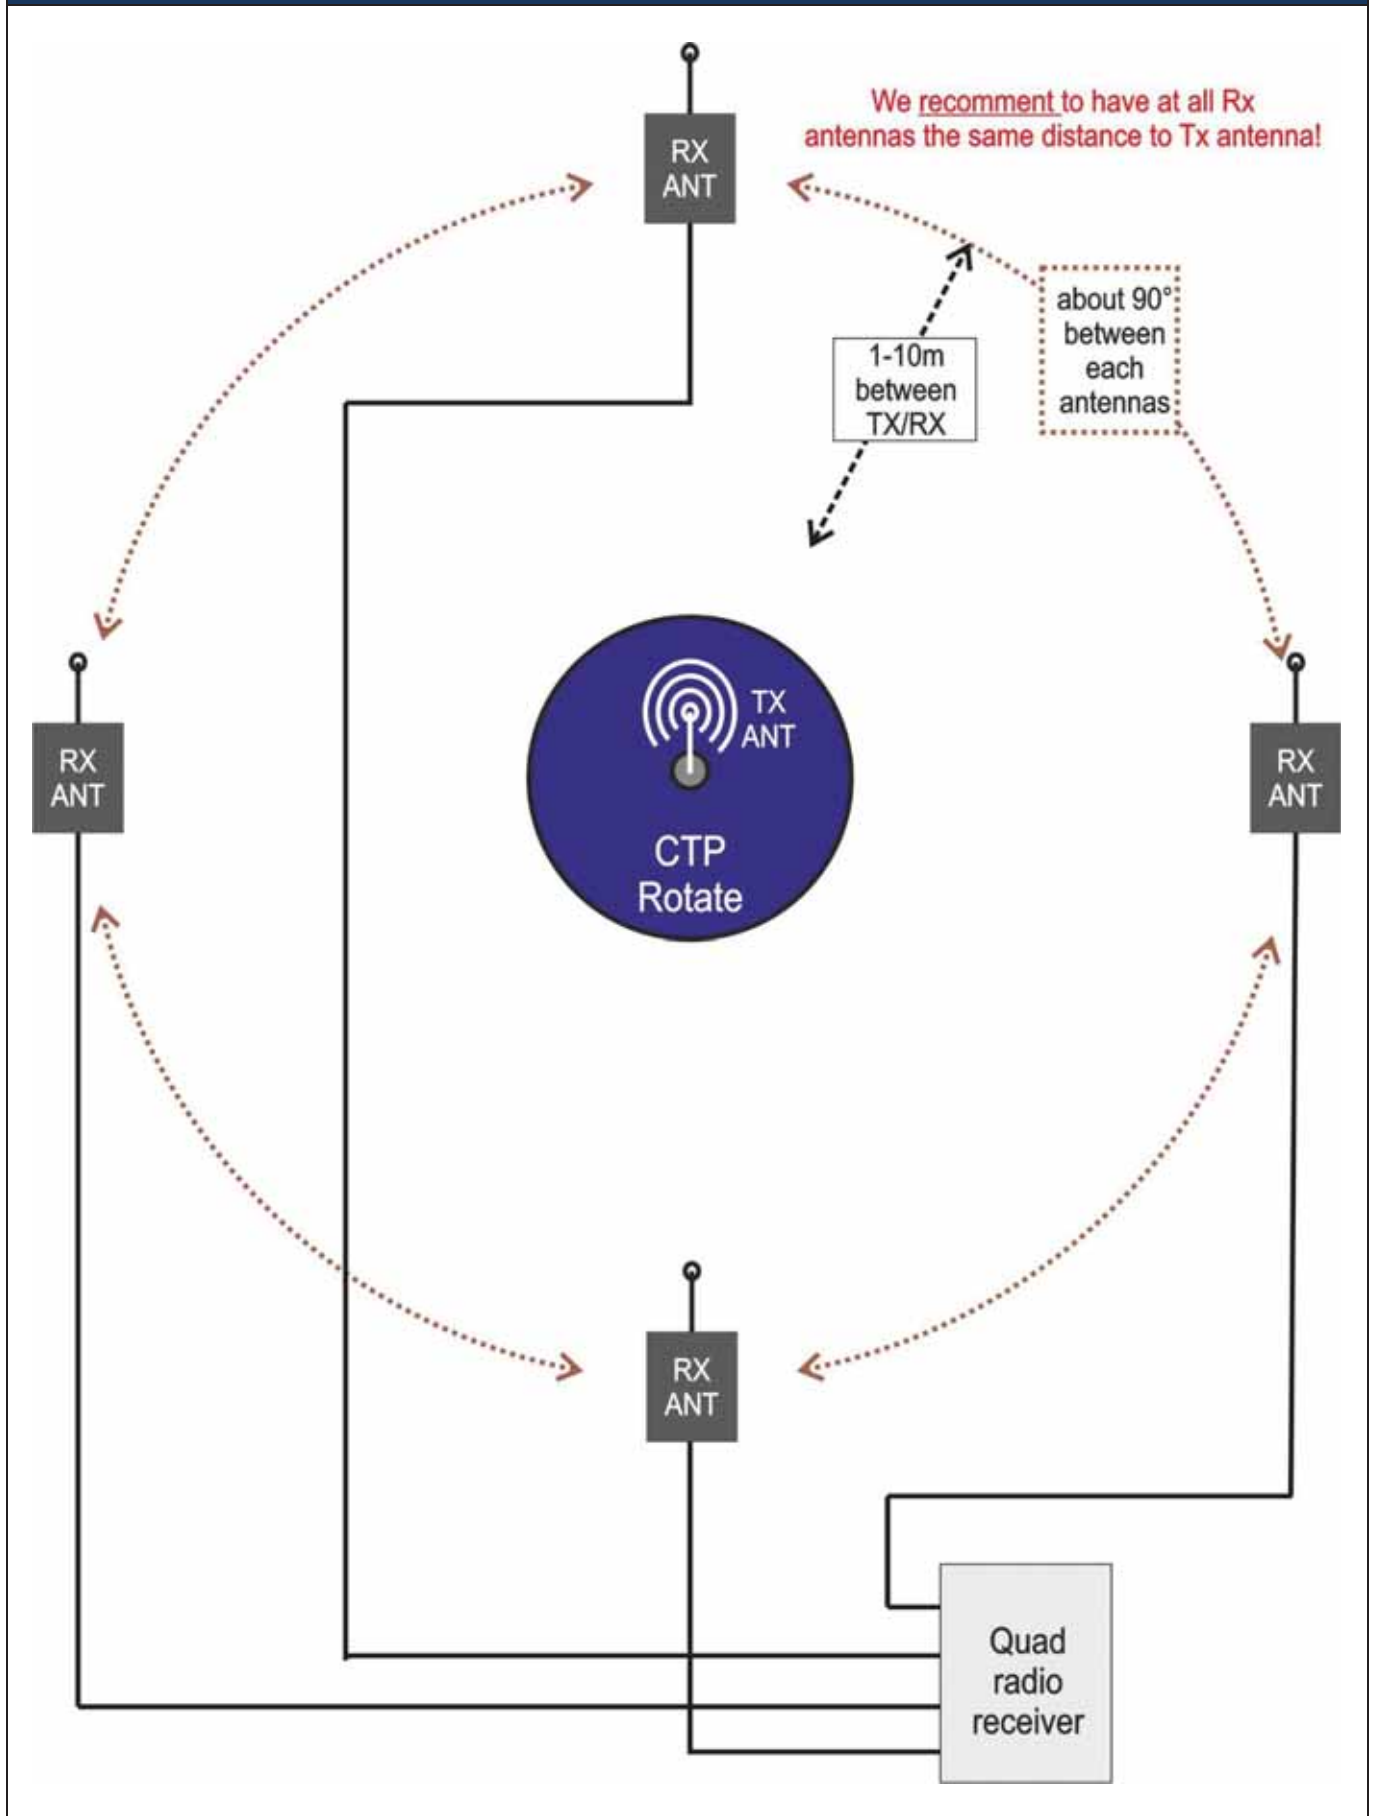 We recomment to have at all Rx
antennas the same distance to Tx antenna!
RX
ANT
about 90°
between
each
antennas
1-10m
between
TX/RX
TX
ANT
CTP
Rotate
RX
ANT
RX
ANT
RX
ANT
Quad
radio
receiver